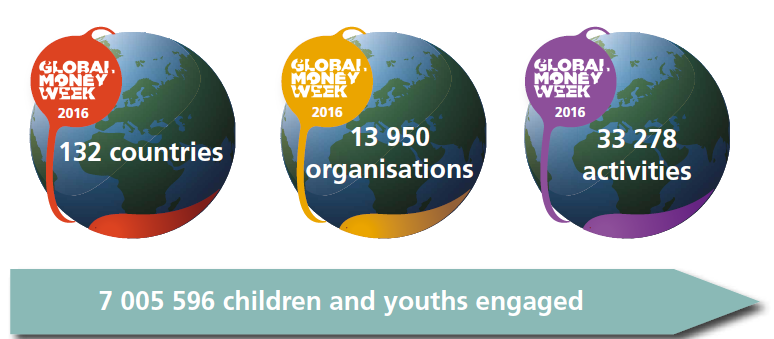 GLOBAL
MONEY
WEEK
2016
132 countries
GLOBAL
MONEY
WEEK
2016
13 950
organisations
GLOBAL
MONEY
WEEK
2016
33 278
activities
7 005 596 children and youths engaged